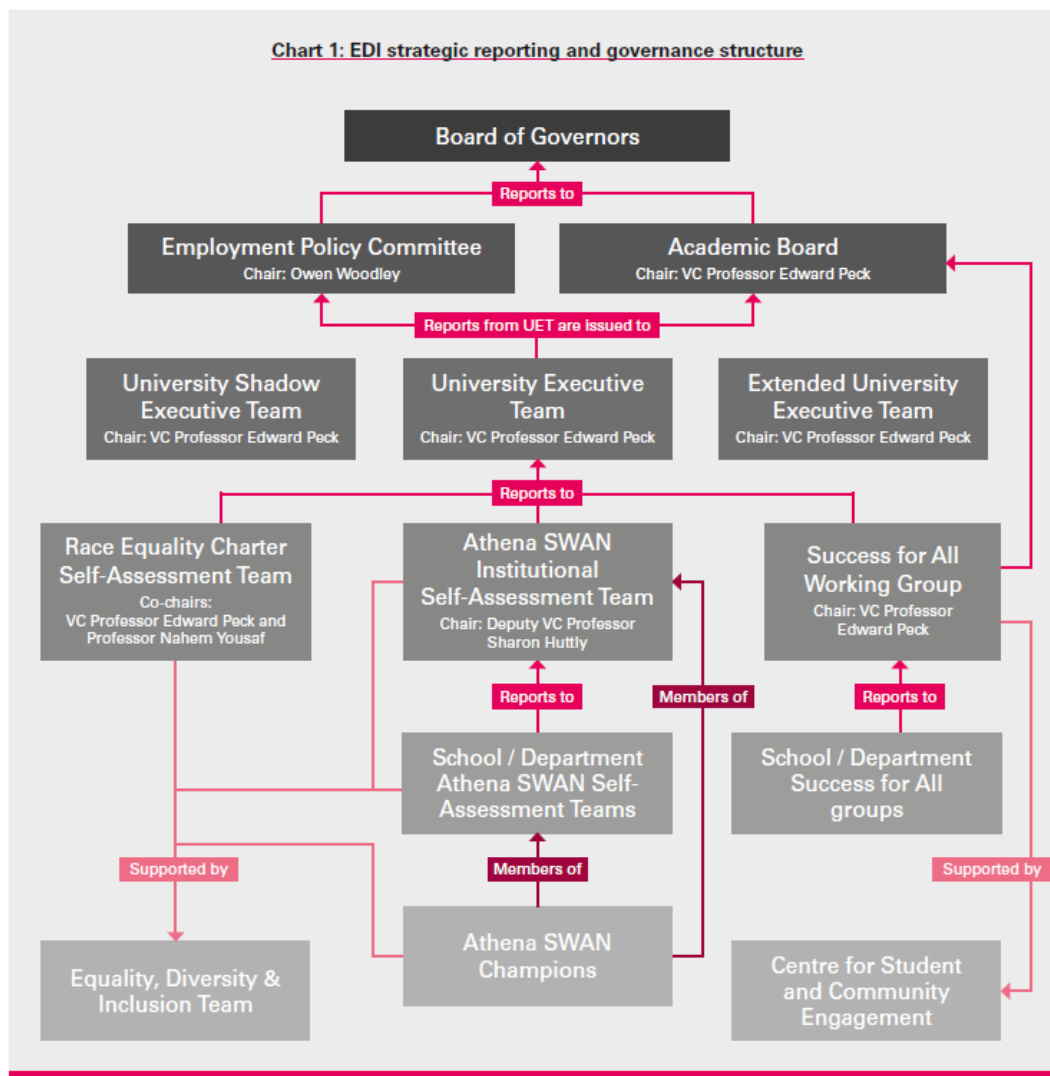 Chart 1: EDI strategic reporting and governance structure
Board of Governors
Reports to
Employment Policy Committee
Chair: Owen Woodley
Academic Board
Chair: VC Professor Edward Peck
Reports from UET are issued to
University Shadow
Executive Team
Chair: VC Professor Edward Peck
University Executive
Team
Chair: VC Professor Edward Peck
Extended University
Executive Team
Chair: VC Professor Edward Peck
Reports to
Race Equality Charter
Self-Assessment Team
Co-chairs:
VC Professor Edward Peck and
Professor Nahem Yousaf
Athena SWAN
Institutional
Self-Assessment Team
Chair: Deputy VC Professor
Sharon Huttly
Success for All
Working Group
Chair: VC Professor
Edward Peck
Reports to
Members of
Reports to
School / Department
Athena SWAN Self-
Assessment Teams
School / Department
Success for All
groups
Supported by
Members of
Supported by
Equality, Diversity &
Inclusion Team
Athena SWAN
Champions
Centre for Student
and Community
Engagement